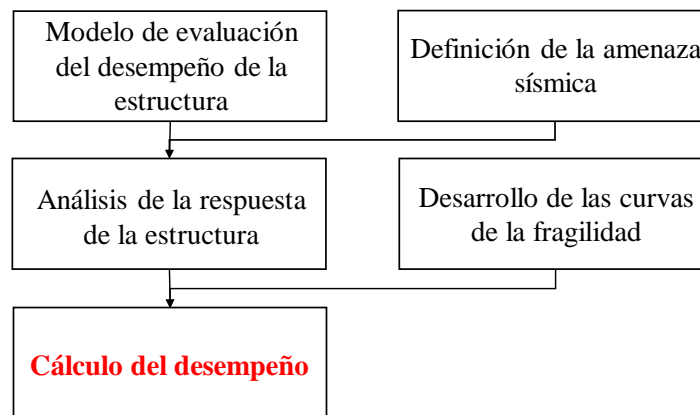 Modelo de evaluación
del desempeño de la
estructura
Definición de la amenaza
sísmica
Análisis de la respuesta
de la estructura
Desarrollo de las curvas
de la fragilidad
Cálculo del desempeño